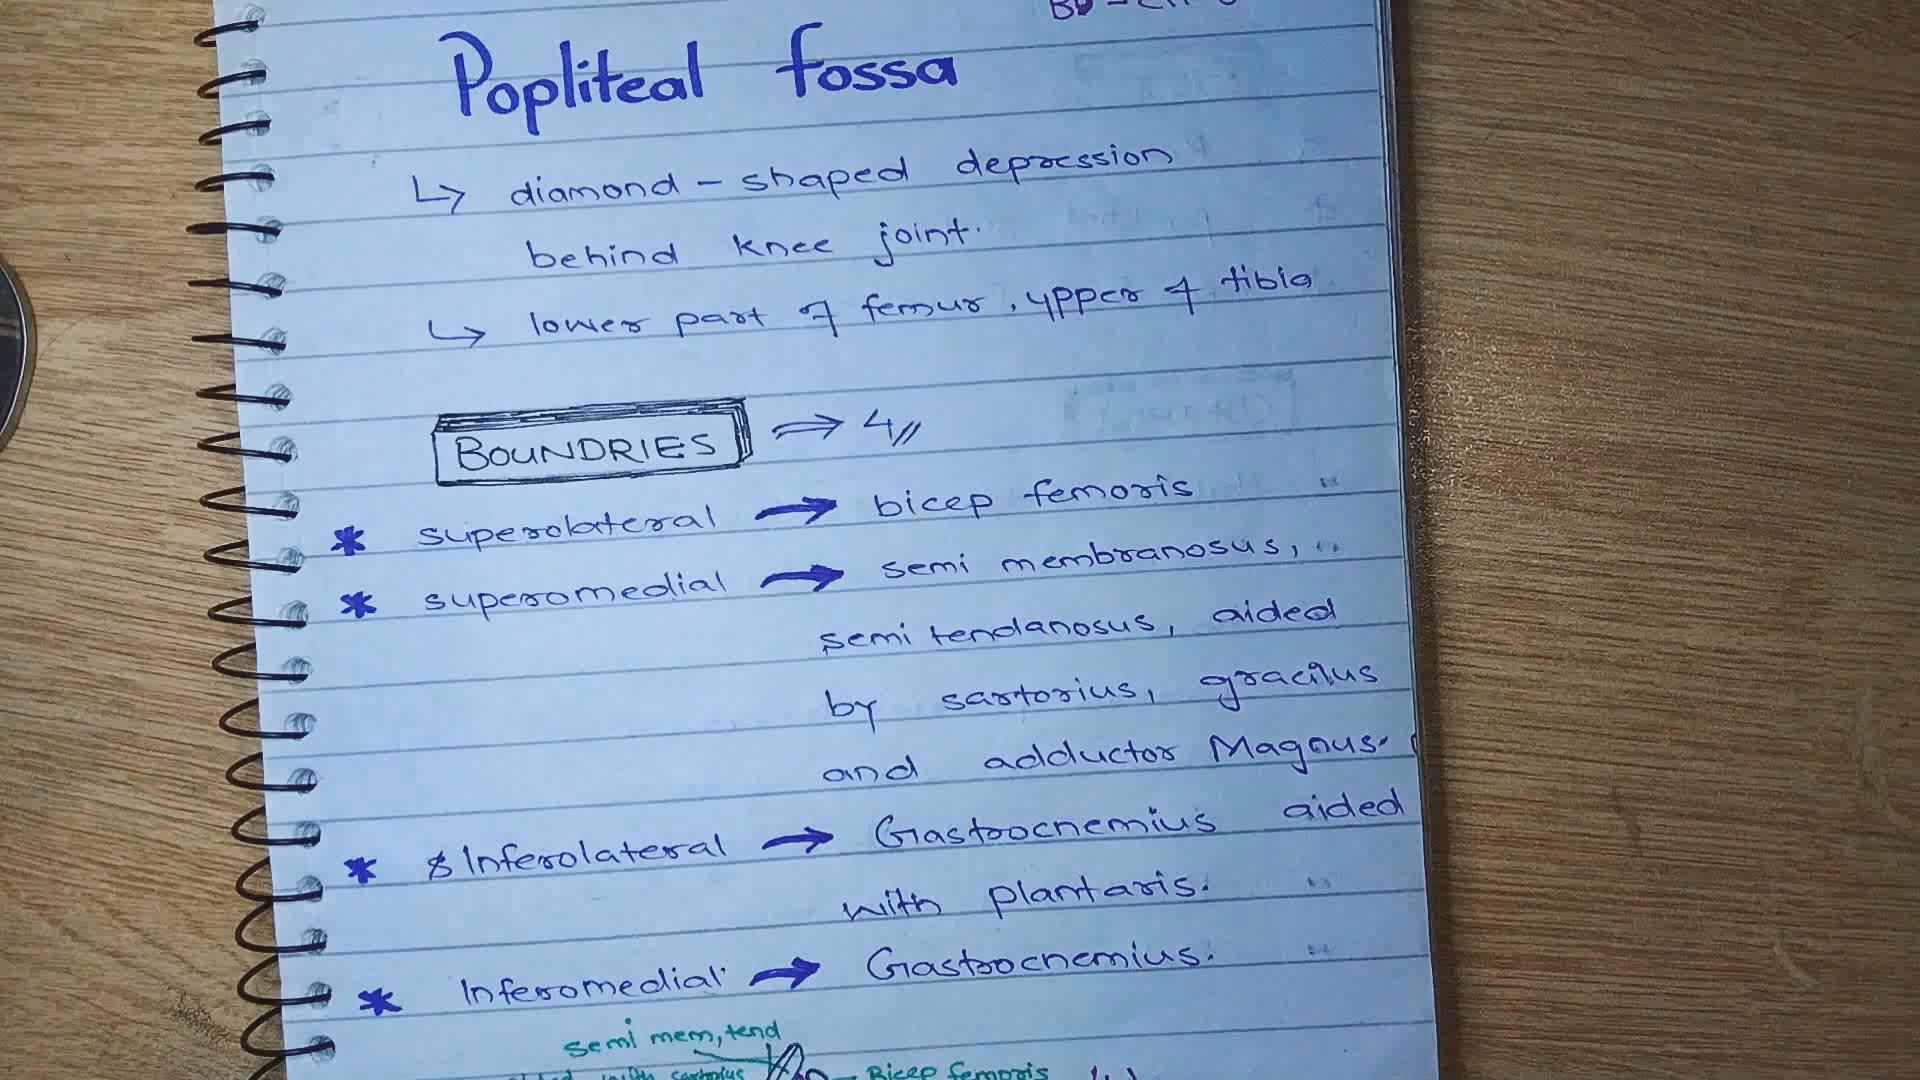 Popliteal fossa
↳ diamond - shaped depression
behind knee joint.
↳ lower part of femur, upper of tibia
BOUNDRIES ⇒ 4//
* superolateral → bicep femoris
* superomedial → semi membranosus,
semi tendanosus, aided
by sartorius, gracilus
and adductor Magnus.
* Inferolateral → Gastrocnemius aided
with plantaris.
* Inferomedial → Gastrocnemius.
semi mem, tend
with sartorius Bicep femoris